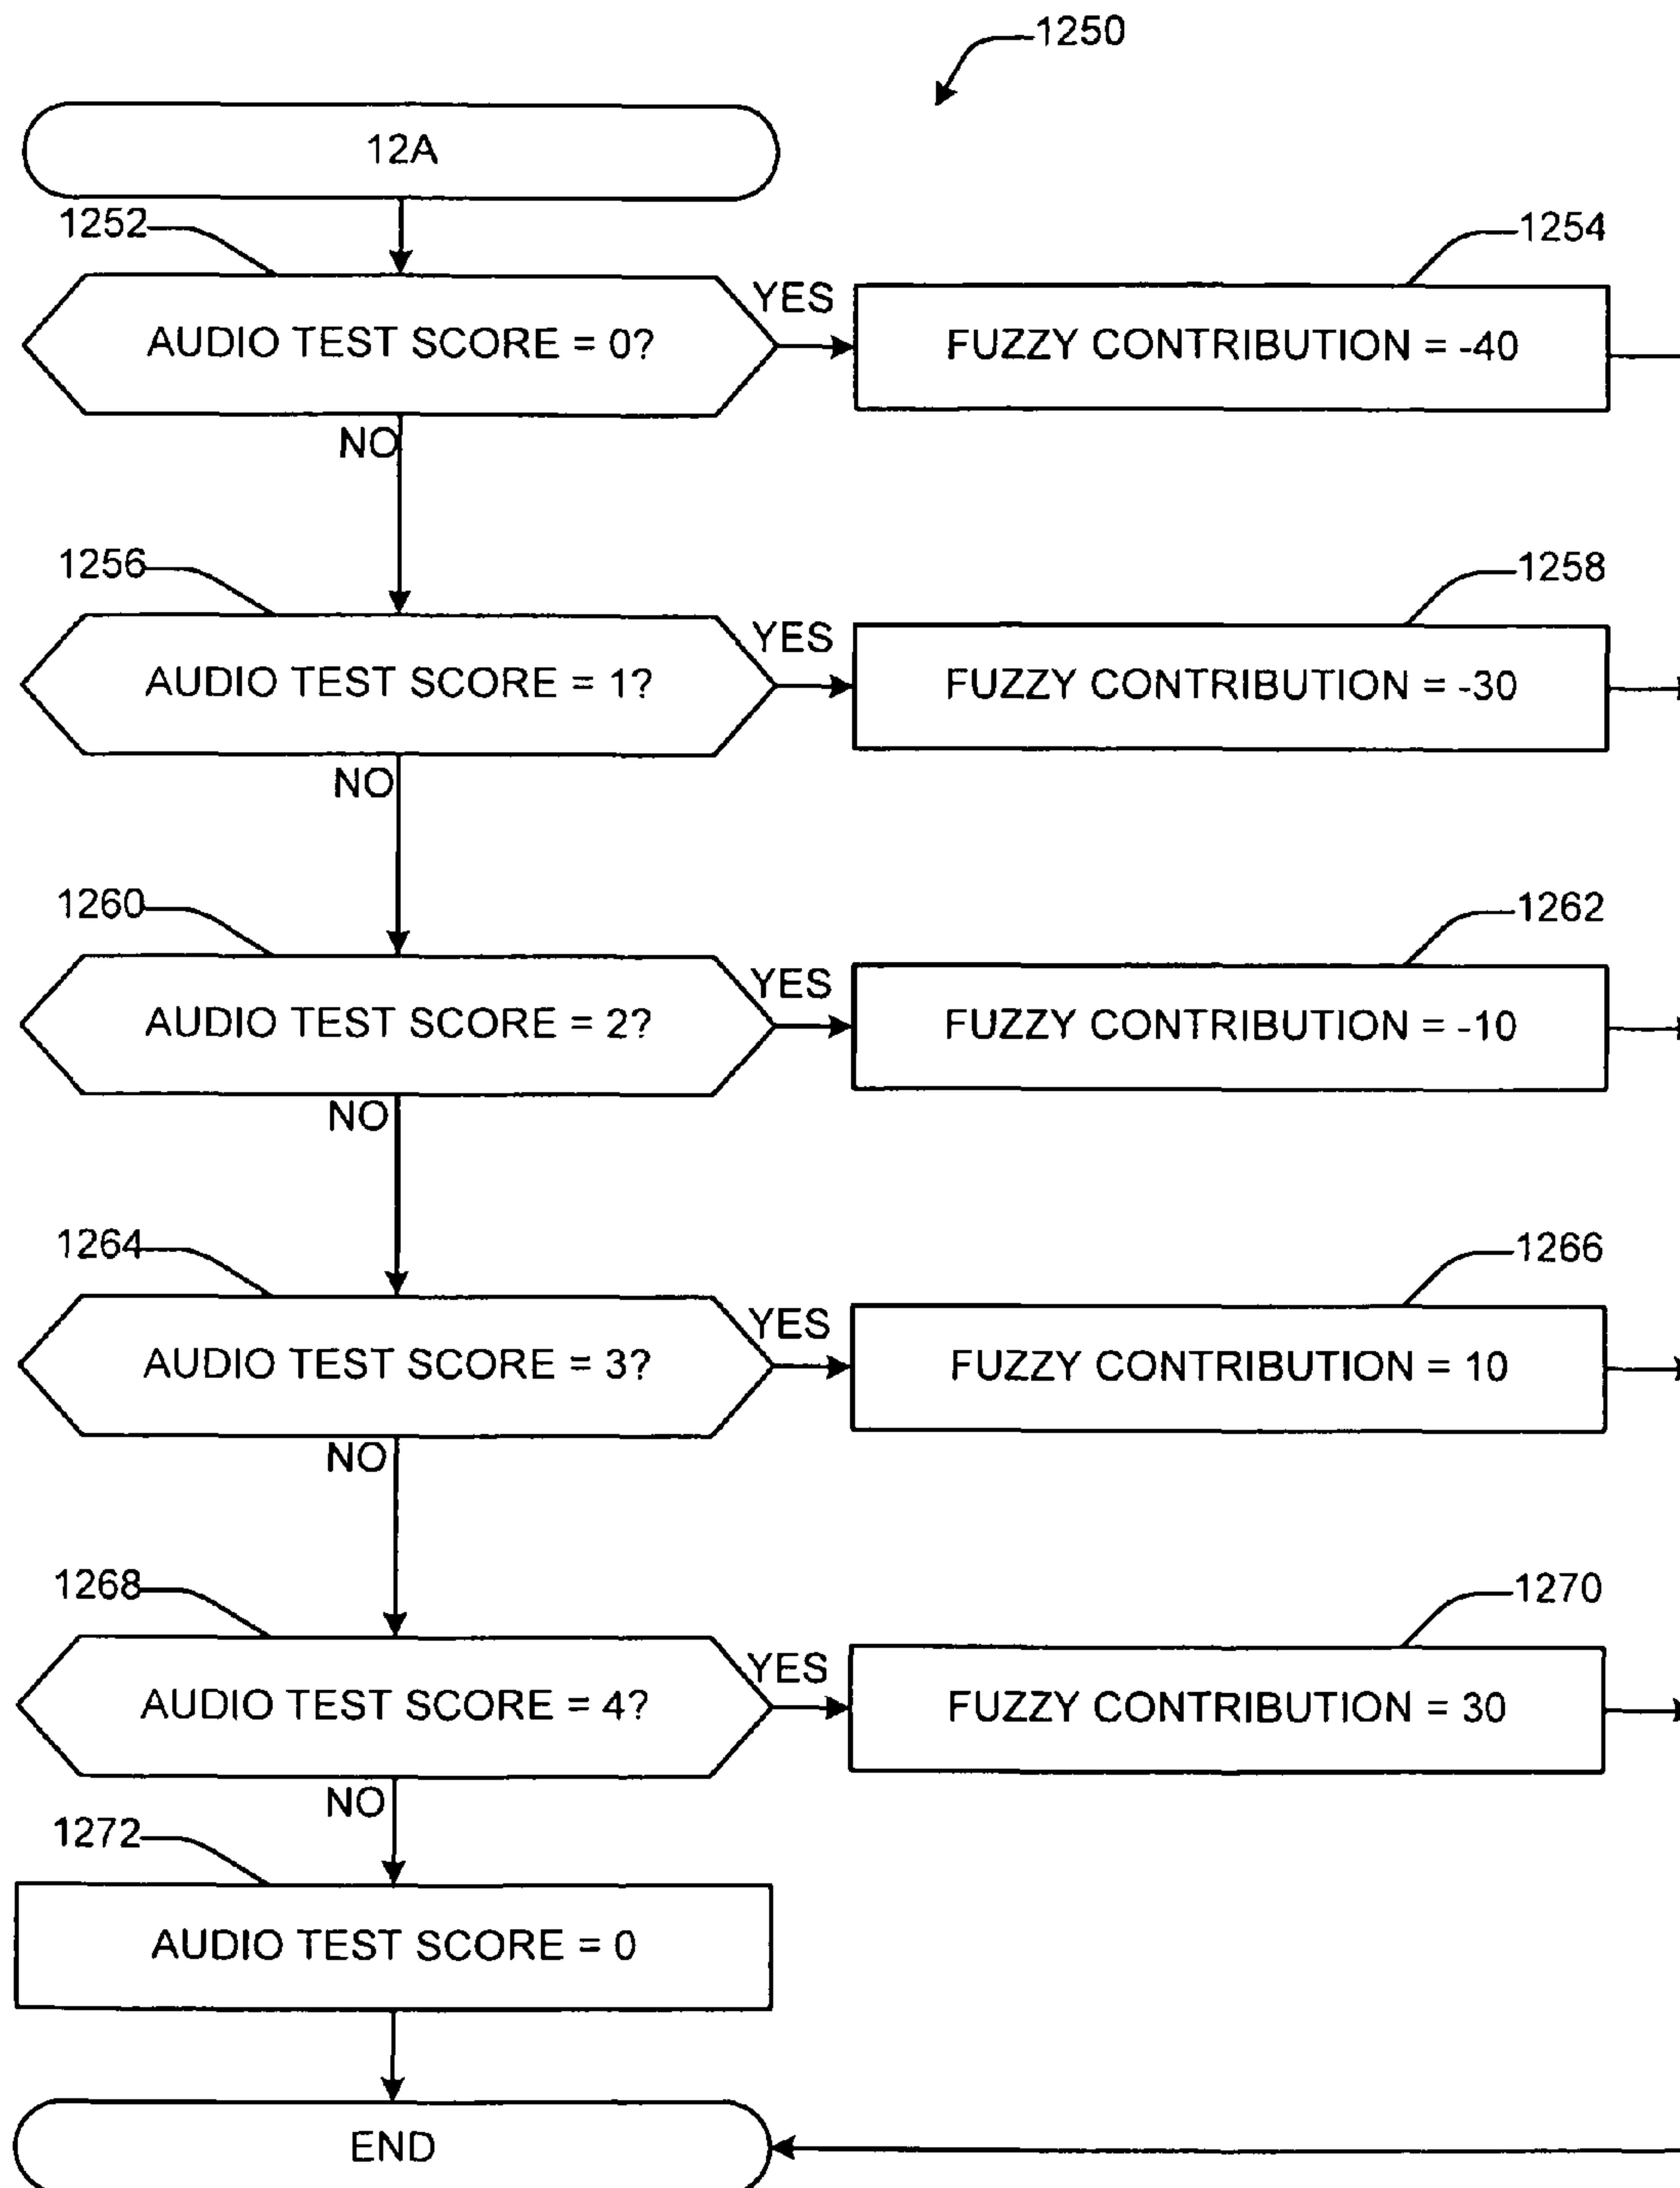 1250
12A
1252
1254
AUDIO TEST SCORE = 0?
YES
FUZZY CONTRIBUTION = -40
NO
1256
1258
AUDIO TEST SCORE = 1?
YES
FUZZY CONTRIBUTION = -30
NO
1260
1262
AUDIO TEST SCORE = 2?
YES
FUZZY CONTRIBUTION = -10
NO
1264
1266
AUDIO TEST SCORE = 3?
YES
FUZZY CONTRIBUTION = 10
NO
1268
1270
AUDIO TEST SCORE = 4?
YES
FUZZY CONTRIBUTION = 30
NO
1272
AUDIO TEST SCORE = 0
END